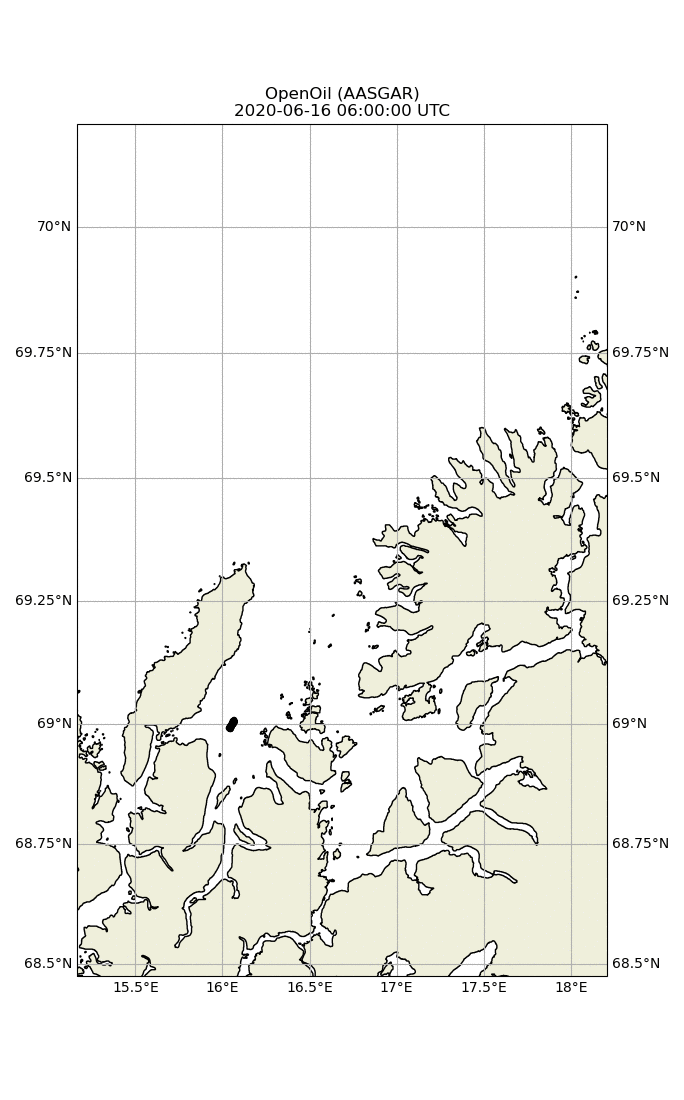 OpenOil (AASGAR)
2020-06-16 06:00:00 UTC
70°N 70°N
69.75°N 69.75°N
69.5°N 69.5°N
69.25°N 69.25°N
69°N 69°N
68.75°N 68.75°N
68.5°N 68.5°N
15.5°E 16°E 16.5°E 17°E 17.5°E 18°E